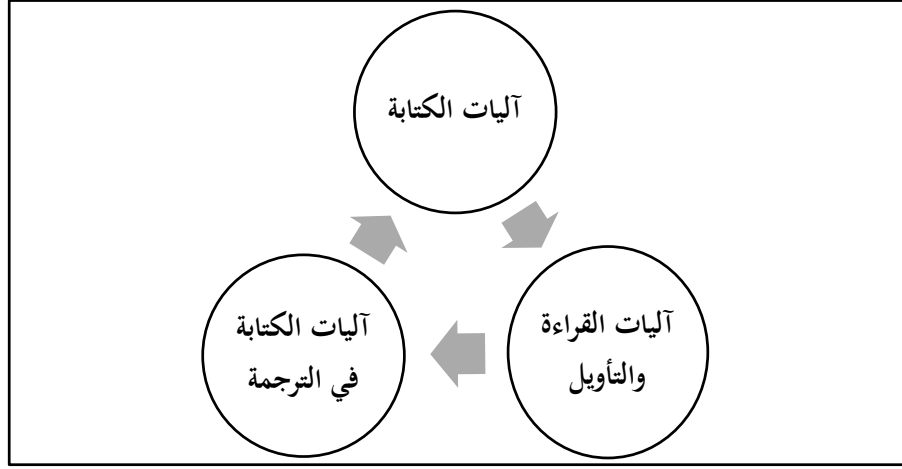 آليات الكتابة
آليات القراءة
والتأويل
آليات الكتابة
في الترجمة